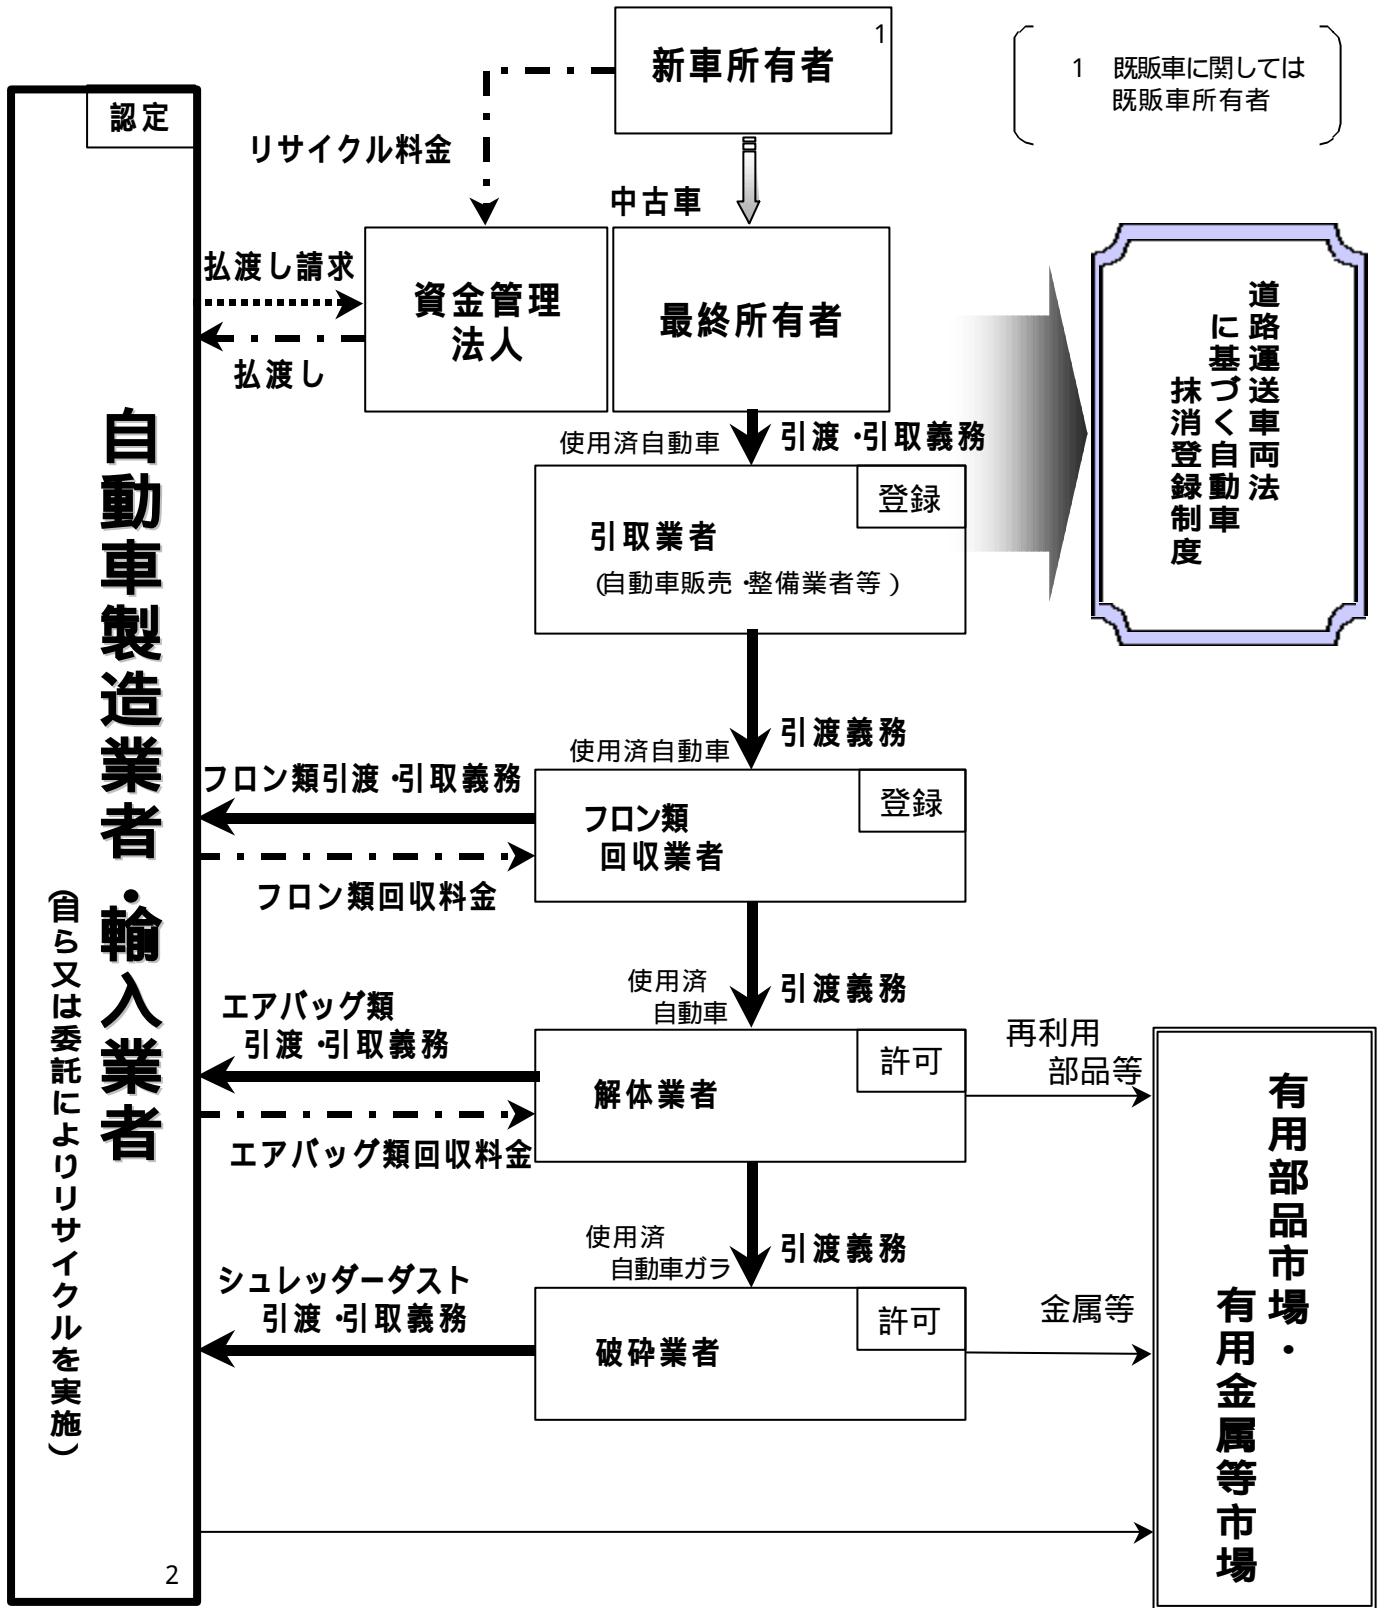 新車所有者
1
1 既販車に関しては
既販車所有者
認定
リサイクル料金
中古車
払渡し請求
払渡し
資金管理
法人
最終所有者
道路運送車両法
に基づく自動車
抹消登録制度
使用済自動車
引渡・引取義務
登録
引取業者
(自動車販売・整備業者等)
自動車製造業者・輸入業者
(自ら又は委託によりリサイクルを実施)
使用済自動車
引渡義務
フロン類引渡・引取義務
フロン類回収料金
登録
フロン類
回収業者
使用済
自動車
引渡義務
エアバッグ類
引渡・引取義務
エアバッグ類回収料金
許可
解体業者
再利用
部品等
使用済
自動車ガラ
引渡義務
シュレッダーダスト
引渡・引取義務
許可
破砕業者
金属等
有用部品市場・
有用金属等市場
2